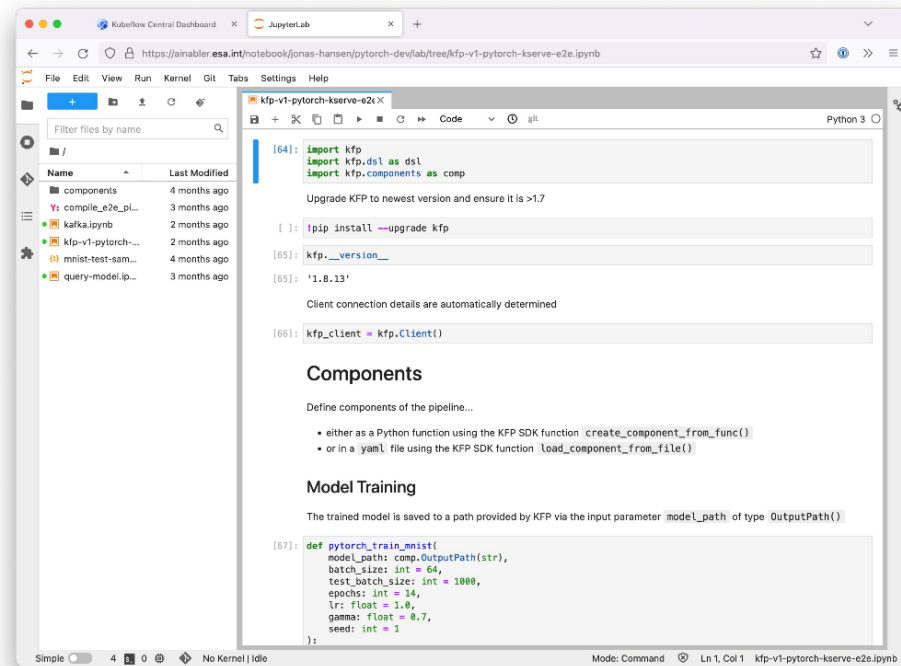 Kubeflow Central Dashboard × JupyterLab × +
https://ainabler.esa.int/notebook/jonas-hansen/pytorch-dev/lab/tree/kfp-v1-pytorch-kserve-e2e.ipynb
File Edit View Run Kernel Git Tabs Settings Help
+
Filter files by name
/
Name Last Modified
components 4 months ago
Y: compile_e2e_pi... 3 months ago
kafka.ipynb 2 months ago
kfp-v1-pytorch-... 2 months ago
mnist-test-sam... 4 months ago
query-model.ip... 3 months ago
kfp-v1-pytorch-kserve-e2e ×
Code git Python 3
[64]: import kfp
import kfp.dsl as dsl
import kfp.components as comp
Upgrade KFP to newest version and ensure it is >1.7
[ ]: !pip install --upgrade kfp
[65]: kfp.__version__
[65]: '1.8.13'
Client connection details are automatically determined
[66]: kfp_client = kfp.Client()
Components
Define components of the pipeline...
• either as a Python function using the KFP SDK function create_component_from_func()
• or in a yaml file using the KFP SDK function load_component_from_file()
Model Training
The trained model is saved to a path provided by KFP via the input parameter model_path of type OutputPath()
[67]: def pytorch_train_mnist(
model_path: comp.OutputPath(str),
batch_size: int = 64,
test_batch_size: int = 1000,
epochs: int = 14,
lr: float = 1.0,
gamma: float = 0.7,
seed: int = 1
):
Simple 4 0 No Kernel | Idle Mode: Command Ln 1, Col 1 kfp-v1-pytorch-kserve-e2e.ipynb